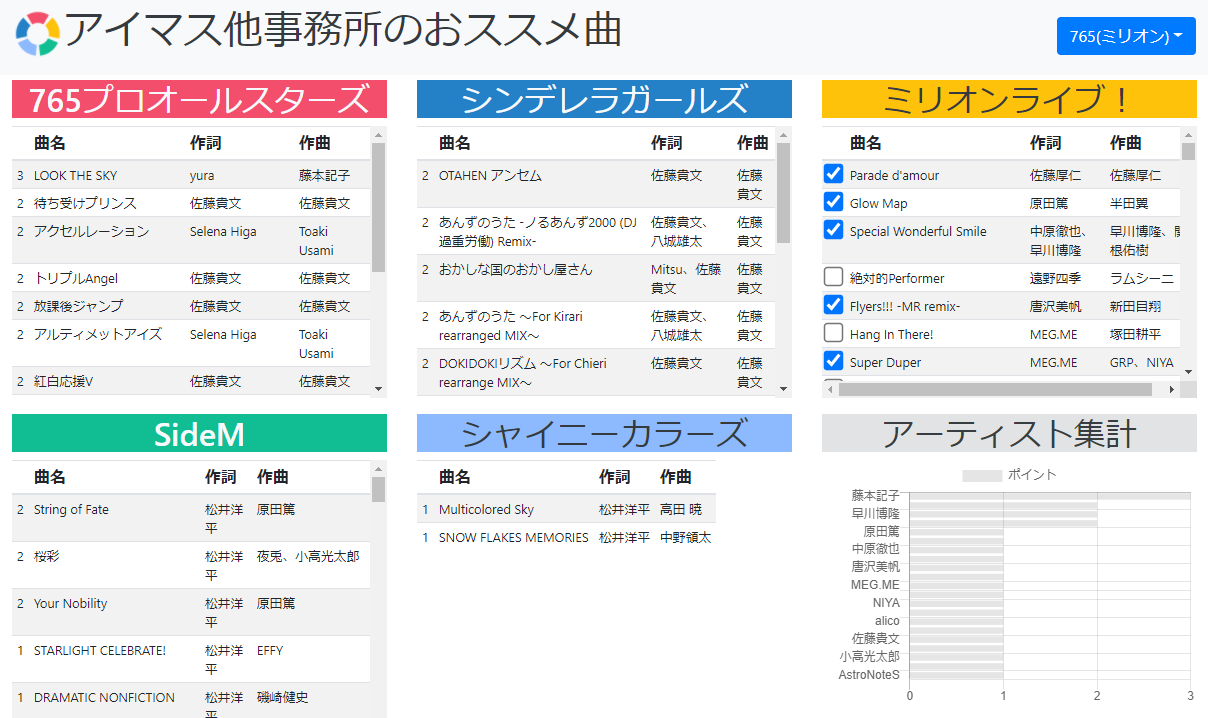 アイマス他事務所のおススメ曲
765(ミリオン)
765プロオールスターズ
曲名 作詞 作曲
3 LOOK THE SKY yura 藤本記子
2 待ち受けプリンス 佐藤貴文 佐藤貴文
2 アクセルレーション Selena Higa Toaki
Usami
2 トリプルAngel 佐藤貴文 佐藤貴文
2 放課後ジャンプ 佐藤貴文 佐藤貴文
2 アルティメットアイズ Selena Higa Toaki
Usami
2 紅白応援V 佐藤貴文 佐藤貴文
シンデレラガールズ
曲名 作詞 作曲
2 OTAHEN アンセム 佐藤貴文 佐藤
貴文
2 あんずのうた -ノるあんず2000 (DJ 佐藤貴文、 佐藤
過重労働) Remix- 八城雄太 貴文
2 おかしな国のおかし屋さん Mitsu、佐藤 佐藤
貴文 貴文
2 あんずのうた ～For Kirari 佐藤貴文、 佐藤
rearranged MIX～ 八城雄太 貴文
2 DOKIDOKIリズム ～For Chieri 佐藤貴文 佐藤
rearrange MIX～ 貴文
ミリオンライブ！
曲名 作詞 作曲
Parade d'amour 佐藤厚仁 佐藤厚仁
Glow Map 原田篤 半田翼
Special Wonderful Smile 中原徹也、 早川博隆、
早川博隆 根佑樹
絶対的Performer 遠野四季 ラムシーニ
Flyers!!! -MR remix- 唐沢美帆 新田目翔
Hang In There! MEG.ME 塚田耕平
Super Duper MEG.ME GRP、NIYA
SideM
曲名 作詞 作曲
2 String of Fate 松井洋 原田篤
平
2 桜彩 松井洋 夜兎、小高光太郎
平
2 Your Nobility 松井洋 原田篤
平
1 STARLIGHT CELEBRATE! 松井洋 EFFY
平
1 DRAMATIC NONFICTION 松井洋 磯崎健史
平
シャイニーカラーズ
曲名 作詞 作曲
1 Multicolored Sky 松井洋平 高田 暁
1 SNOW FLAKES MEMORIES 松井洋平 中野領太
アーティスト集計
ポイント
藤本記子
早川博隆
原田篤
中原徹也
唐沢美帆
MEG.ME
NIYA
alico
佐藤貴文
小高光太郎
AstroNoteS
0 1 2 3